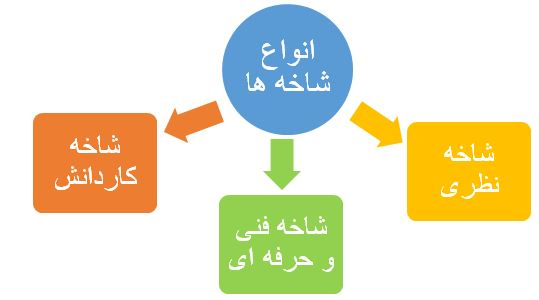 انواع
شاخه ها
شاخه
نظری
شاخه فنی
و حرفه ای
شاخه
کاردانش